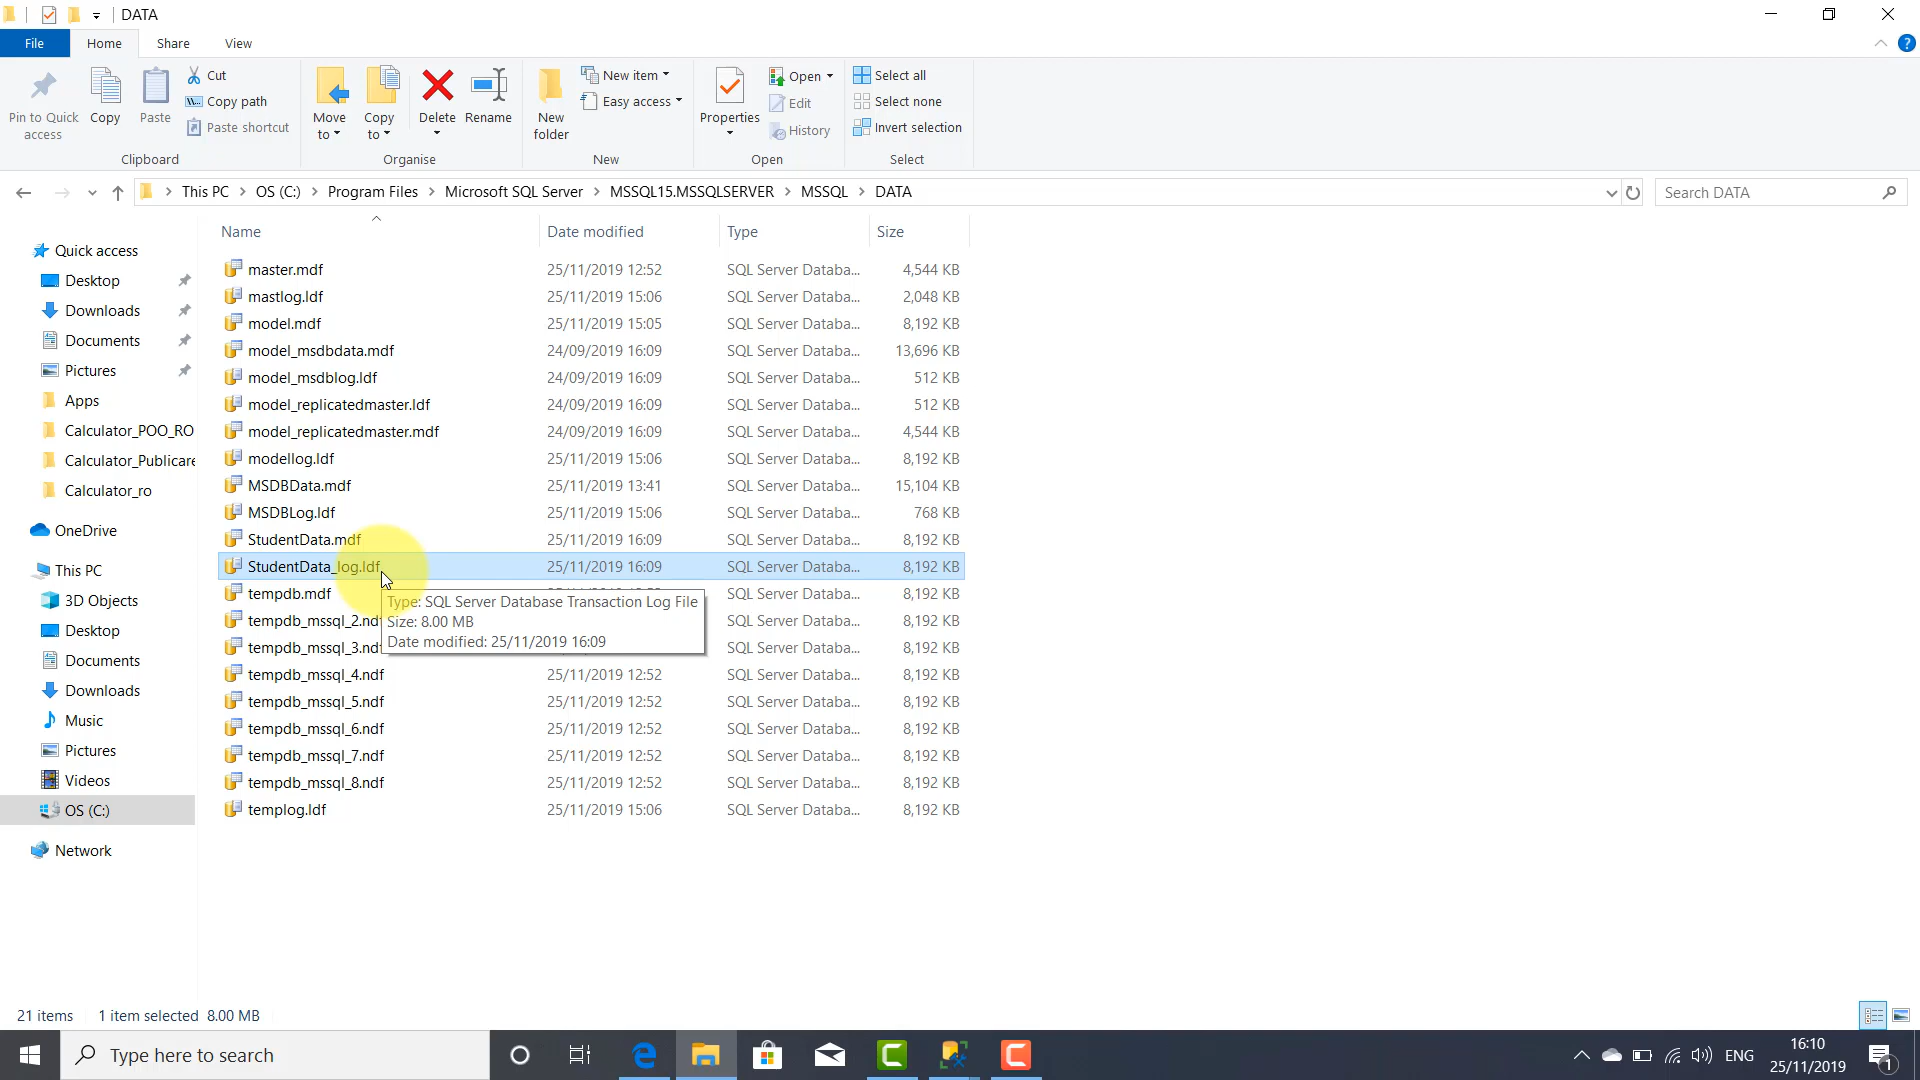 DATA
File Home Share View
Pin to Quick access
Copy
Paste
Cut
Copy path
Paste shortcut
Clipboard
Move to
Copy to
Delete
Rename
Organise
New folder
New item
Easy access
New
Properties
Open
Edit
History
Open
Select all
Select none
Invert selection
Select
This PC > OS (C:) > Program Files > Microsoft SQL Server > MSSQL15.MSSQLSERVER > MSSQL > DATA
Search DATA
Quick access
Desktop
Downloads
Documents
Pictures
Apps
Calculator_POO_RO
Calculator_Publicare
Calculator_ro
OneDrive
This PC
3D Objects
Desktop
Documents
Downloads
Music
Pictures
Videos
OS (C:)
Network
Name Date modified Type Size
master.mdf 25/11/2019 12:52 SQL Server Databa... 4,544 KB
mastlog.ldf 25/11/2019 15:06 SQL Server Databa... 2,048 KB
model.mdf 25/11/2019 15:05 SQL Server Databa... 8,192 KB
model_msdbdata.mdf 24/09/2019 16:09 SQL Server Databa... 13,696 KB
model_msdblog.ldf 24/09/2019 16:09 SQL Server Databa... 512 KB
model_replicatedmaster.ldf 24/09/2019 16:09 SQL Server Databa... 512 KB
model_replicatedmaster.mdf 24/09/2019 16:09 SQL Server Databa... 4,544 KB
modellog.ldf 25/11/2019 15:06 SQL Server Databa... 8,192 KB
MSDBData.mdf 25/11/2019 13:41 SQL Server Databa... 15,104 KB
MSDBLog.ldf 25/11/2019 15:06 SQL Server Databa... 768 KB
StudentData.mdf 25/11/2019 16:09 SQL Server Databa... 8,192 KB
StudentData_log.ldf 25/11/2019 16:09 SQL Server Databa... 8,192 KB
tempdb.mdf SQL Server Databa... 8,192 KB
tempdb_mssql_2.ndf SQL Server Databa... 8,192 KB
tempdb_mssql_3.ndf SQL Server Databa... 8,192 KB
tempdb_mssql_4.ndf 25/11/2019 12:52 SQL Server Databa... 8,192 KB
tempdb_mssql_5.ndf 25/11/2019 12:52 SQL Server Databa... 8,192 KB
tempdb_mssql_6.ndf 25/11/2019 12:52 SQL Server Databa... 8,192 KB
tempdb_mssql_7.ndf 25/11/2019 12:52 SQL Server Databa... 8,192 KB
tempdb_mssql_8.ndf 25/11/2019 12:52 SQL Server Databa... 8,192 KB
templog.ldf 25/11/2019 15:06 SQL Server Databa... 8,192 KB
Type: SQL Server Database Transaction Log File
Size: 8.00 MB
Date modified: 25/11/2019 16:09
21 items 1 item selected 8.00 MB
Type here to search
ENG
16:10
25/11/2019
1